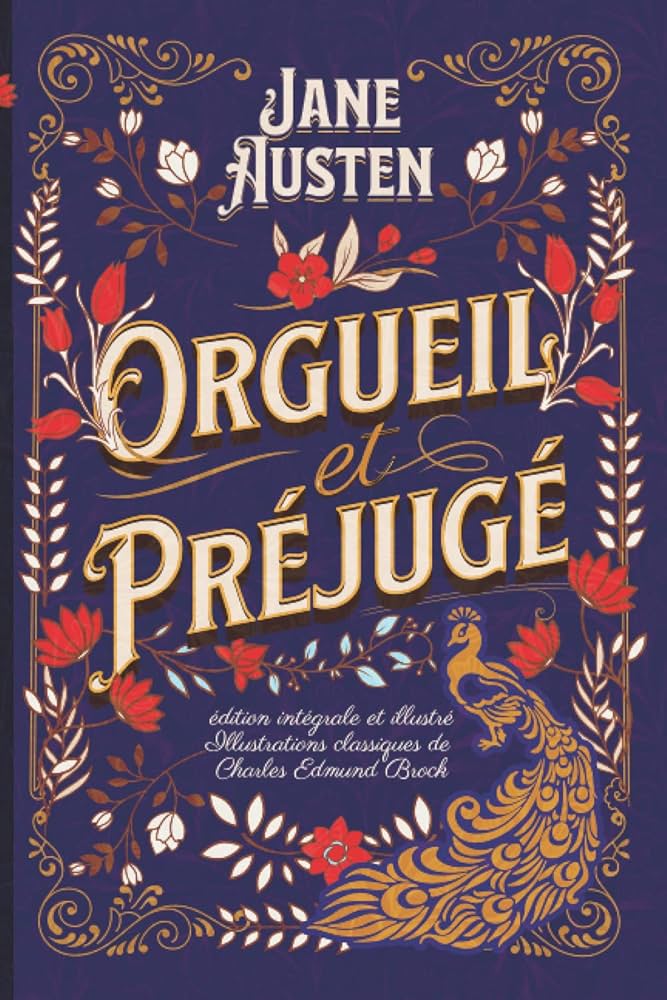 JANE
AUSTEN
ORGUEIL
et
PRÉJUGÉ
édition intégrale et illustré
Illustrations classiques de
Charles Edmund Brock